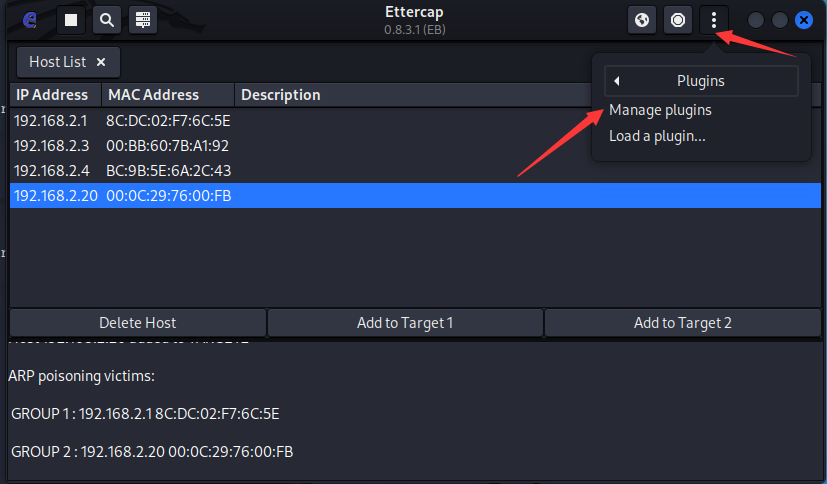 Ettercap
0.8.3.1 (EB)
Host List ×
Plugins
Manage plugins
Load a plugin...
IP Address MAC Address Description
192.168.2.1 8C:DC:02:F7:6C:5E
192.168.2.3 00:BB:60:7B:A1:92
192.168.2.4 BC:9B:5E:6A:2C:43
192.168.2.20 00:0C:29:76:00:FB
Delete Host Add to Target 1 Add to Target 2
ARP poisoning victims:
GROUP 1 : 192.168.2.1 8C:DC:02:F7:6C:5E
GROUP 2 : 192.168.2.20 00:0C:29:76:00:FB